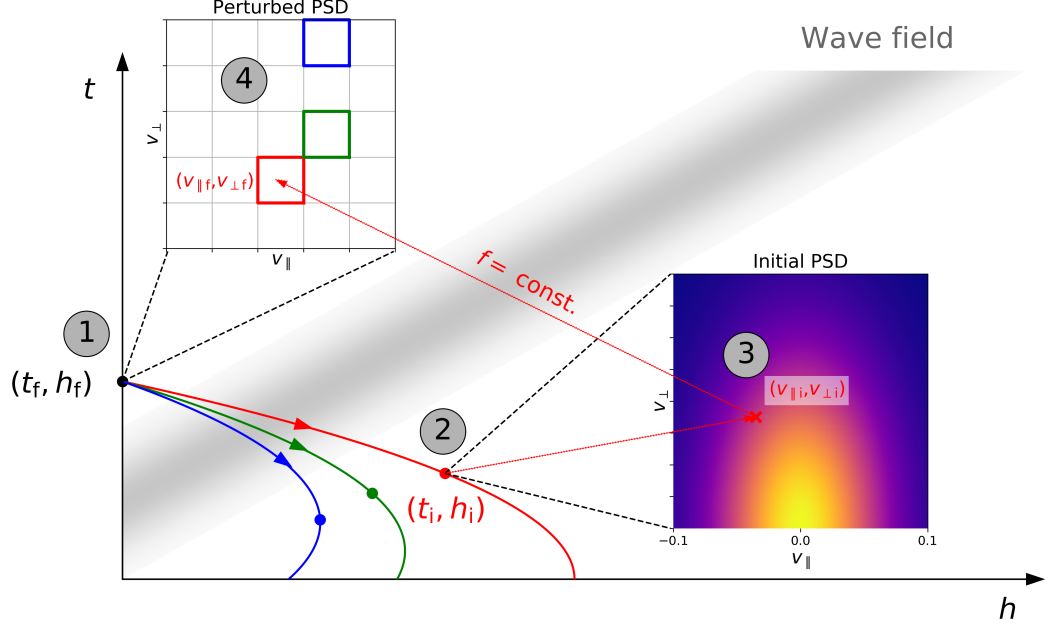 Perturbed PSD
Wave field
t
4
v⊥
(v∥f,v⊥f)
v∥
f = const.
Initial PSD
1
3
(tf, hf)
(v∥i,v⊥i)
v⊥
2
(ti, hi)
−0.1
0.0
0.1
v∥
h